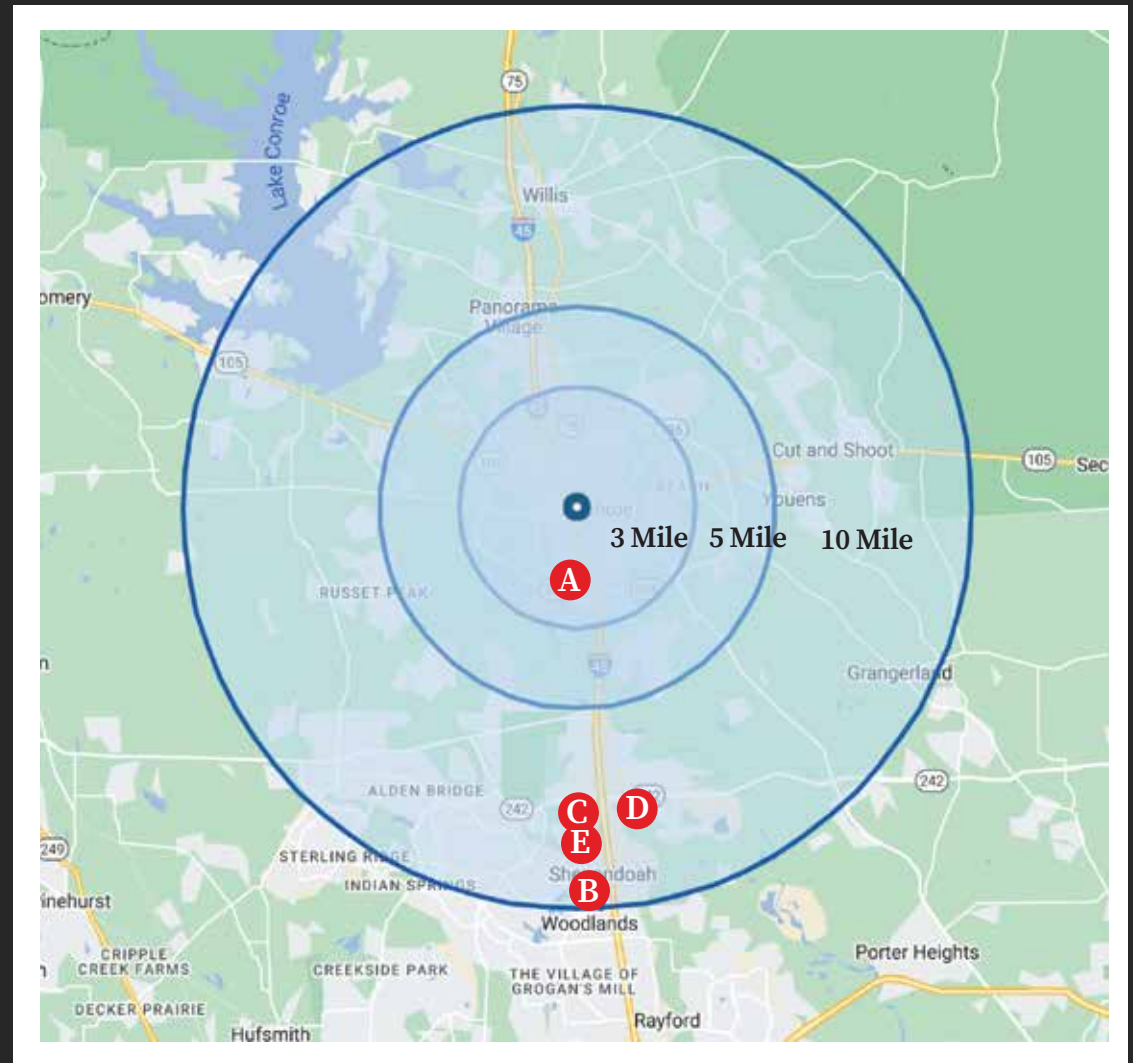 75
Lake Conroe
Willis
45
omery
Panorama
Village
105
Cut and Shoot
105
Sec
Youens
3 Mile
5 Mile
10 Mile
A
RUSSET PEAK
n
45
Grangerland
242
ALDEN BRIDGE
242
C
D
E
249
STERLING RIDGE
Shenandoah
INDIAN SPRINGS
B
inehurst
Woodlands
CRIPPLE
CREEK FARMS
CREEKSIDE PARK
THE VILLAGE OF
GROGAN'S MILL
Porter Heights
DECKER PRAIRIE
Rayford
Hufsmith